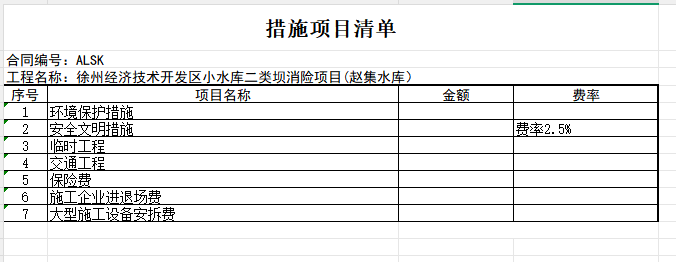 措施项目清单
合同编号：ALSK
工程名称：徐州经济技术开发区小水库二类坝消险项目(赵集水库）
序号 项目名称 金额 费率
1 环境保护措施
2 安全文明措施 费率2.5%
3 临时工程
4 交通工程
5 保险费
6 施工企业进退场费
7 大型施工设备安拆费